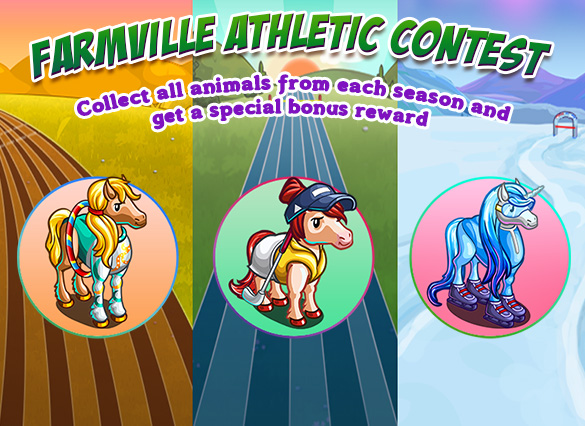 FARMVILLE ATHLETIC CONTEST
Collect all animals from each season and
get a special bonus reward